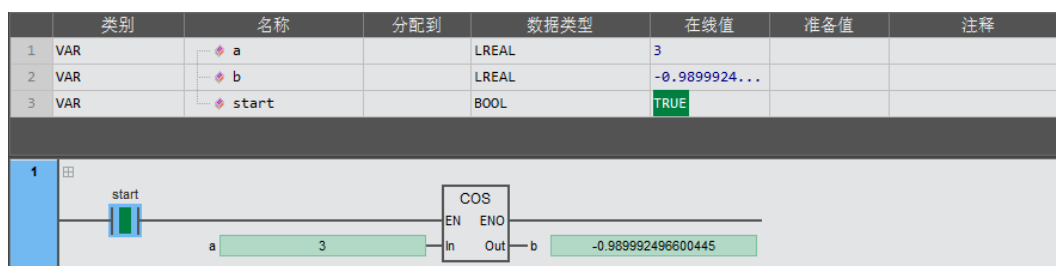 类别 名称 分配到 数据类型 在线值 准备值 注释
1 VAR a LREAL 3
2 VAR b LREAL -0.9899924...
3 VAR start BOOL TRUE
1
start
COS
EN ENO
a 3 In Out b -0.989992496600445